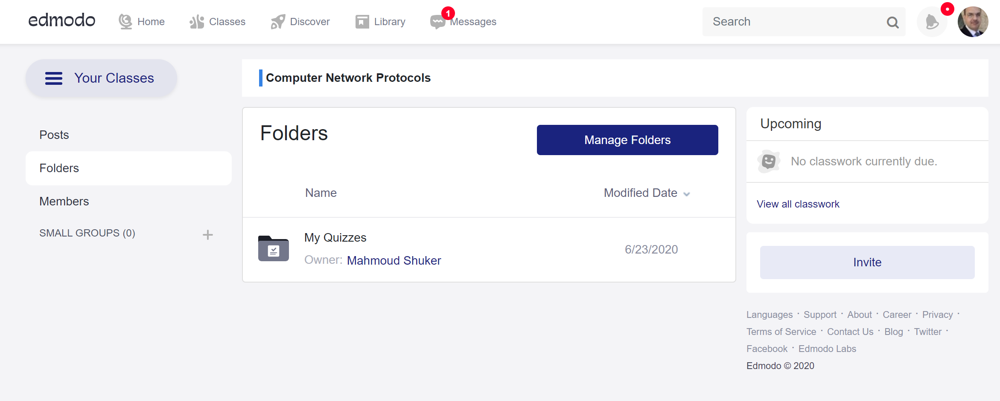 edmodo
Home
Classes
Discover
Library
1
Messages
Search
Your Classes
Posts
Folders
Members
SMALL GROUPS (0)
Computer Network Protocols
Folders
Manage Folders
Name
Modified Date
My Quizzes
Owner: Mahmoud Shuker
6/23/2020
Upcoming
No classwork currently due.
View all classwork
Invite
Languages · Support · About · Career · Privacy ·
Terms of Service · Contact Us · Blog · Twitter ·
Facebook · Edmodo Labs
Edmodo © 2020